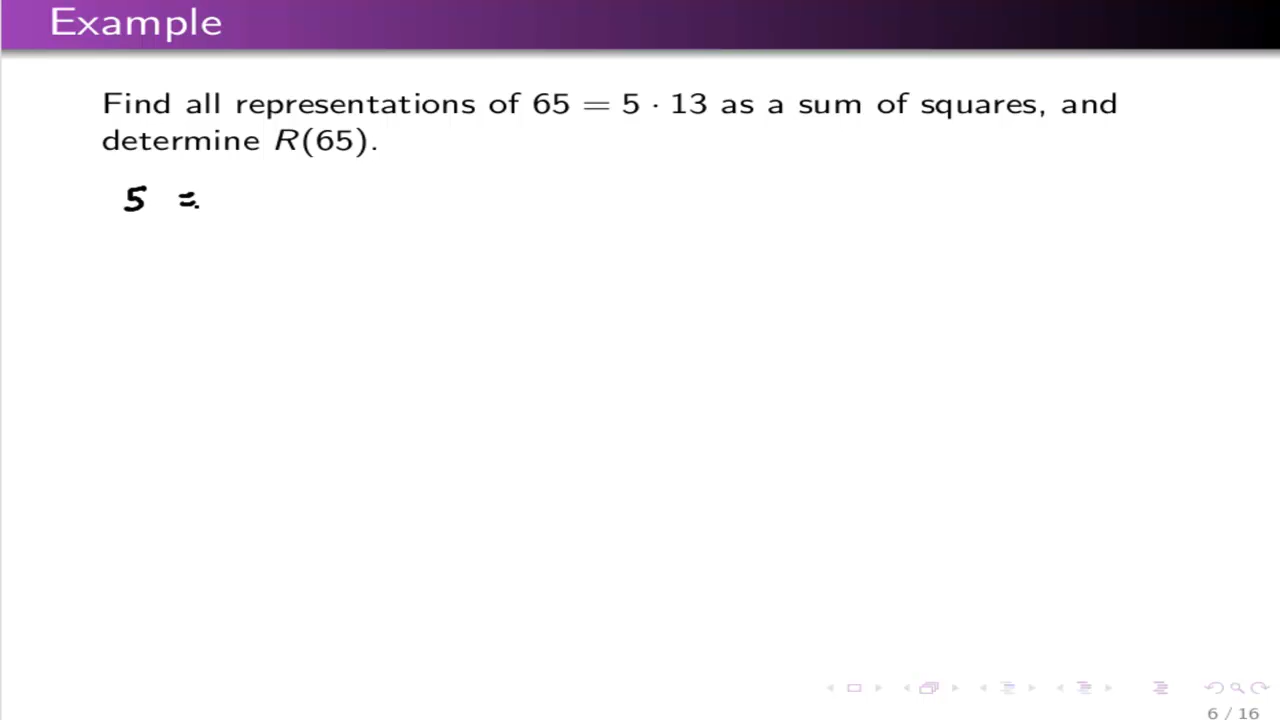 Example
Find all representations of 65 = 5 · 13 as a sum of squares, and
determine R(65).
5 =
6 / 16